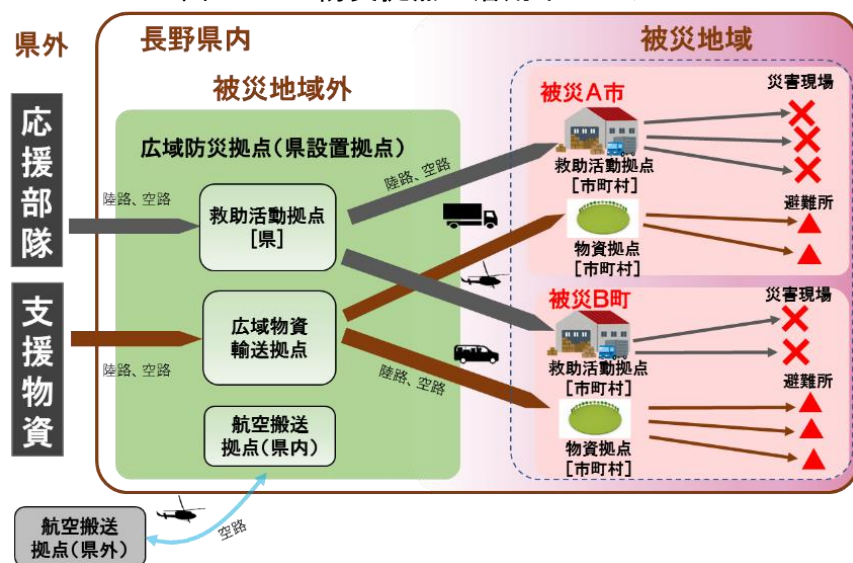 県外
長野県内
被災地域
被災地域外
応援部隊
支援物資
広域防災拠点(県設置拠点)
陸路、空路
救助活動拠点
[県]
陸路、空路
広域物資
輸送拠点
陸路、空路
陸路、空路
航空搬送
拠点(県内)
空路
航空搬送
拠点(県外)
被災A市
救助活動拠点
[市町村]
物資拠点
[市町村]
災害現場
避難所
被災B町
救助活動拠点
[市町村]
物資拠点
[市町村]
災害現場
避難所